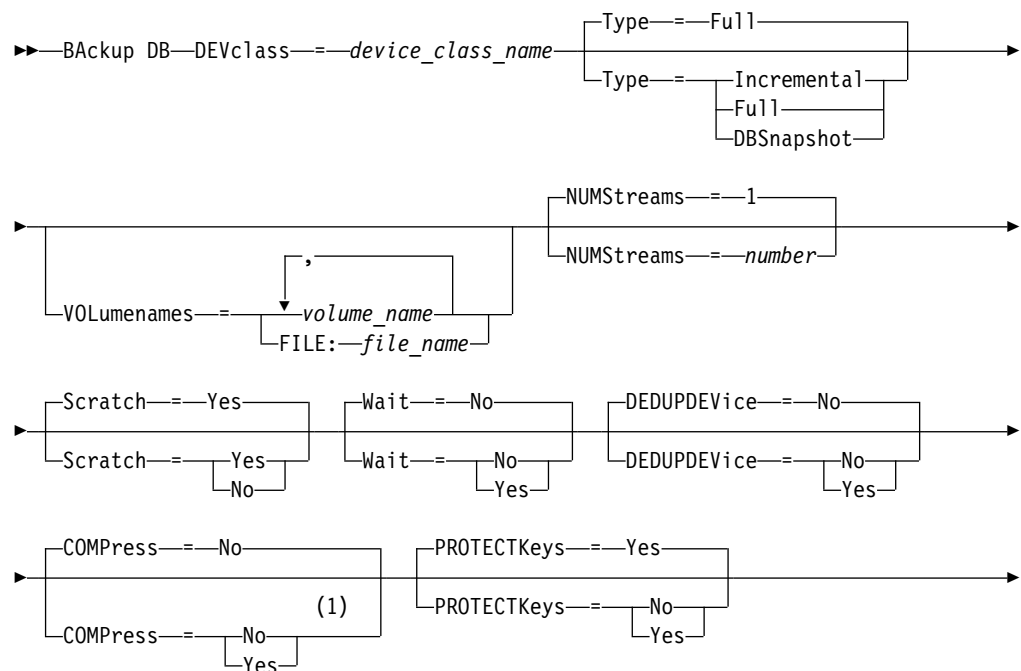 Type = Full
BAckup DB DEVclass = device_class_name
Type = Incremental
Full
DBSnapshot
NUMStreams = 1
NUMStreams = number
,
VOLumenames = volume_name
FILE: file_name
Scratch = Yes
Wait = No
DEDUPDEVice = No
Scratch = Yes
No
Wait = No
Yes
DEDUPDEVice = No
Yes
COMPress = No
PROTECTKeys = Yes
(1)
COMPress = No
Yes
PROTECTKeys = No
Yes